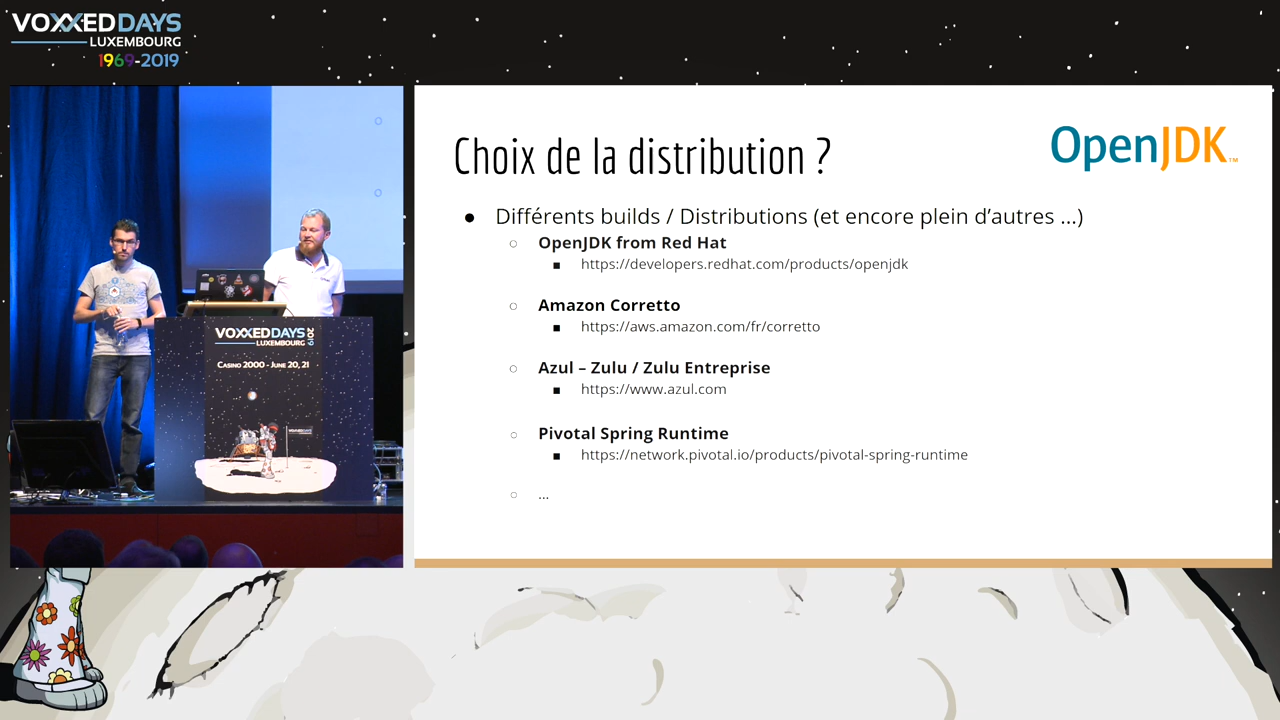 VOXXEDDAYS
LUXEMBOURG
1969-2019
VOXXEDDAYS
LUXEMBOURG
2019
CASINO 2000 - JUNE 20, 21
VOXXEDDAYS
Choix de la distribution ?
OpenJDK™
● Différents builds / Distributions (et encore plein d’autres ...)
○ OpenJDK from Red Hat
■ https://developers.redhat.com/products/openjdk
○ Amazon Corretto
■ https://aws.amazon.com/fr/corretto
○ Azul – Zulu / Zulu Entreprise
■ https://www.azul.com
○ Pivotal Spring Runtime
■ https://network.pivotal.io/products/pivotal-spring-runtime
○ ...